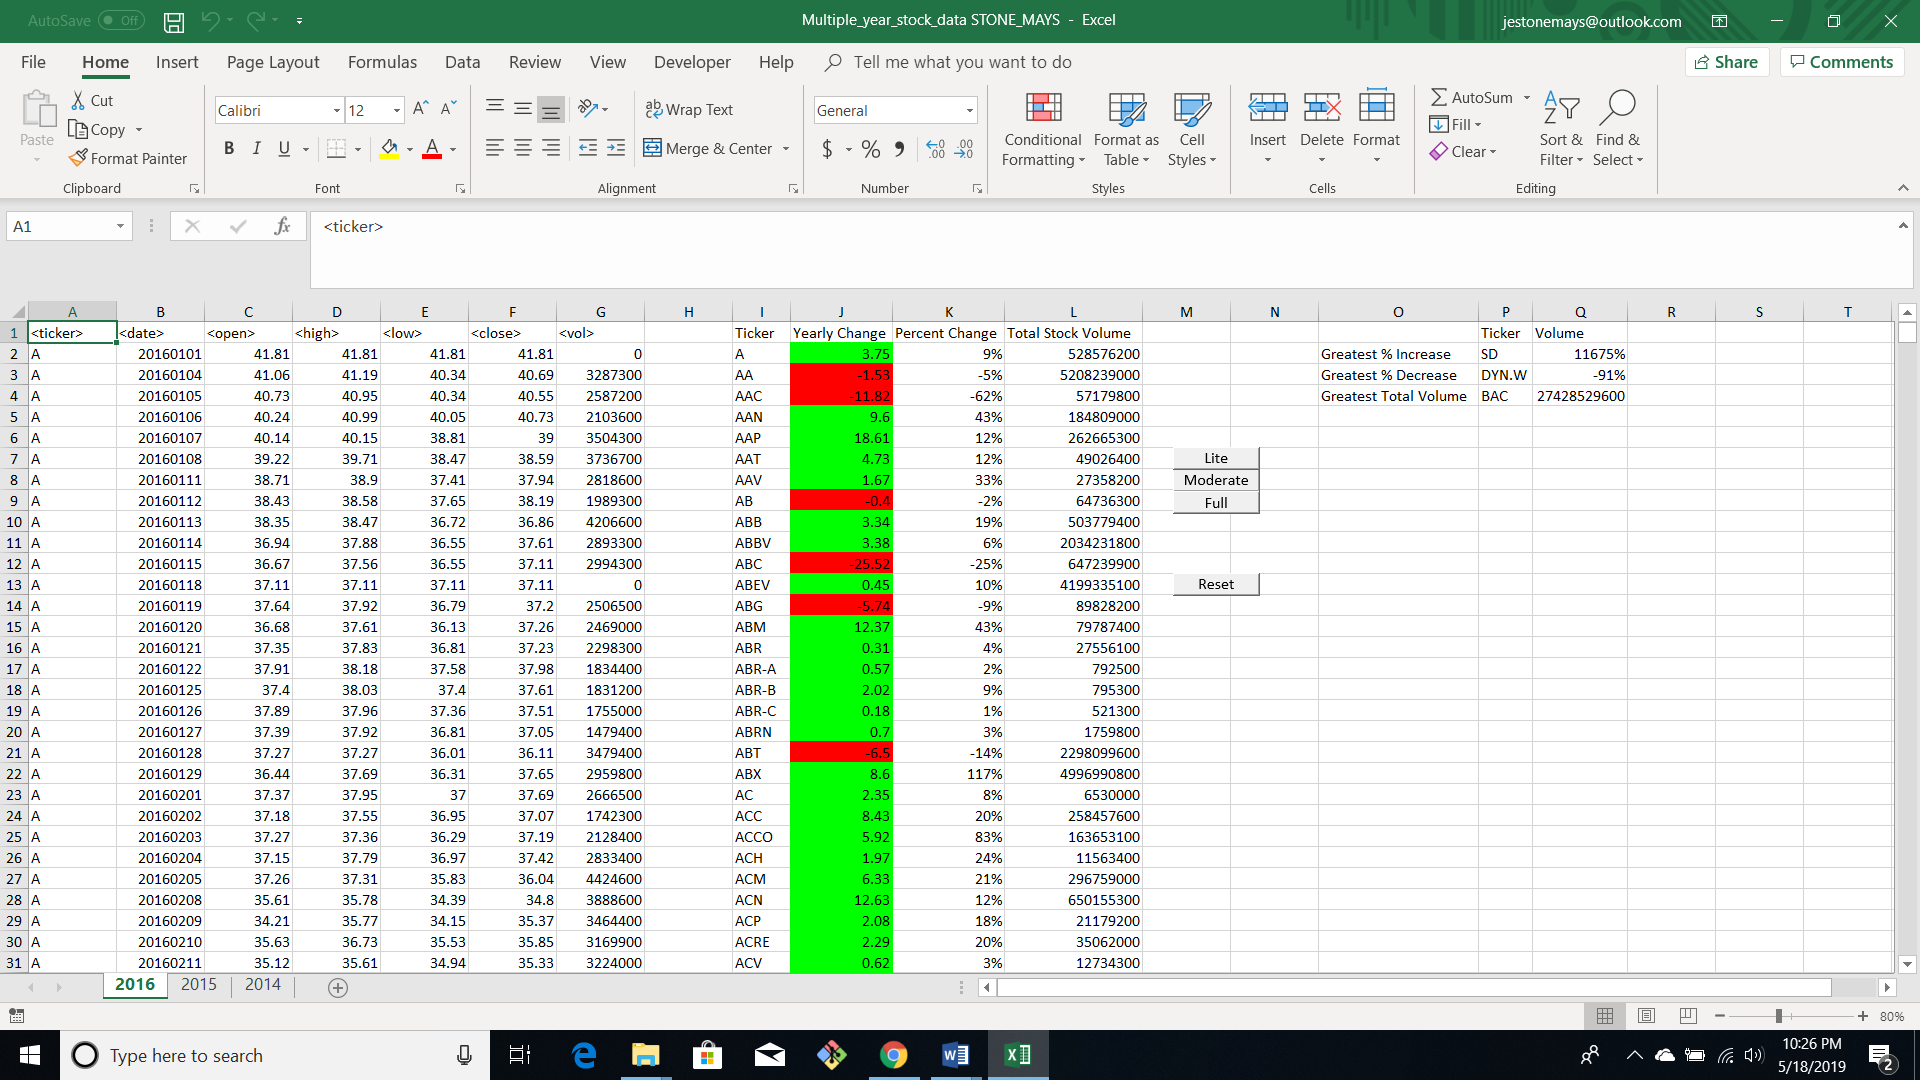 AutoSave Off Multiple_year_stock_data STONE_MAYS - Excel jestonemays@outlook.com
File Home Insert Page Layout Formulas Data Review View Developer Help Tell me what you want to do Share Comments
Paste Cut Copy Format Painter Clipboard
Calibri 12 B I U A Font
Wrap Text Merge & Center Alignment
General $ % Number
Conditional Formatting Format as Table Cell Styles Styles
Insert Delete Format Cells
AutoSum Fill Clear Sort & Filter Find & Select Editing
A1 fx <ticker>
A B C D E F G H I J K L M N O P Q R S T
1 <ticker> <date> <open> <high> <low> <close> <vol> Ticker Yearly Change Percent Change Total Stock Volume Ticker Volume
2 A 20160101 41.81 41.81 41.81 41.81 0 A 3.75 9% 528576200 Greatest % Increase SD 11675%
3 A 20160104 41.06 41.19 40.34 40.69 3287300 AA -1.53 -5% 5208239000 Greatest % Decrease DYN.W -91%
4 A 20160105 40.73 40.95 40.34 40.55 2587200 AAC -11.82 -62% 57179800 Greatest Total Volume BAC 27428529600
5 A 20160106 40.24 40.99 40.05 40.73 2103600 AAN 9.6 43% 184809000
6 A 20160107 40.14 40.15 38.81 39 3504300 AAP 18.61 12% 262665300
7 A 20160108 39.22 39.71 38.47 38.59 3736700 AAT 4.73 12% 49026400 Lite
8 A 20160111 38.71 38.9 37.41 37.94 2818600 AAV 1.67 33% 27358200 Moderate
9 A 20160112 38.43 38.58 37.65 38.19 1989300 AB -0.4 -2% 64736300 Full
10 A 20160113 38.35 38.47 36.72 36.86 4206600 ABB 3.34 19% 503779400
11 A 20160114 36.94 37.88 36.55 37.61 2893300 ABBV 3.38 6% 2034231800
12 A 20160115 36.67 37.56 36.55 37.11 2994300 ABC -25.52 -25% 647239900
13 A 20160118 37.11 37.11 37.11 37.11 0 ABEV 0.45 10% 4199335100 Reset
14 A 20160119 37.64 37.92 36.79 37.2 2506500 ABG -5.74 -9% 89828200
15 A 20160120 36.68 37.61 36.13 37.26 2469000 ABM 12.37 43% 79787400
16 A 20160121 37.35 37.83 36.81 37.23 2298300 ABR 0.31 4% 27556100
17 A 20160122 37.91 38.18 37.58 37.98 1834400 ABR-A 0.57 2% 792500
18 A 20160125 37.4 38.03 37.4 37.61 1831200 ABR-B 2.02 9% 795300
19 A 20160126 37.89 37.96 37.36 37.51 1755000 ABR-C 0.18 1% 521300
20 A 20160127 37.39 37.92 36.81 37.05 1479400 ABRN 0.7 3% 1759800
21 A 20160128 37.27 37.27 36.01 36.11 3479400 ABT -6.5 -14% 2298099600
22 A 20160129 36.44 37.69 36.31 37.65 2959800 ABX 8.6 117% 4996990800
23 A 20160201 37.37 37.95 37 37.69 2666500 AC 2.35 8% 6530000
24 A 20160202 37.18 37.55 36.95 37.07 1742300 ACC 8.43 20% 258457600
25 A 20160203 37.27 37.36 36.29 37.19 2128400 ACCO 5.92 83% 163653100
26 A 20160204 37.15 37.79 36.97 37.42 2833400 ACH 1.97 24% 11563400
27 A 20160205 37.26 37.31 35.83 36.04 4424600 ACM 6.33 21% 296759000
28 A 20160208 35.61 35.78 34.39 34.8 3888600 ACN 12.63 12% 650155300
29 A 20160209 34.21 35.77 34.15 35.37 3464400 ACP 2.08 18% 21179200
30 A 20160210 35.63 36.73 35.53 35.85 3169900 ACRE 2.29 20% 35062000
31 A 20160211 35.12 35.61 34.94 35.33 3224000 ACV 0.62 3% 12734300
2016 2015 2014
80%
Type here to search 10:26 PM
5/18/2019 2